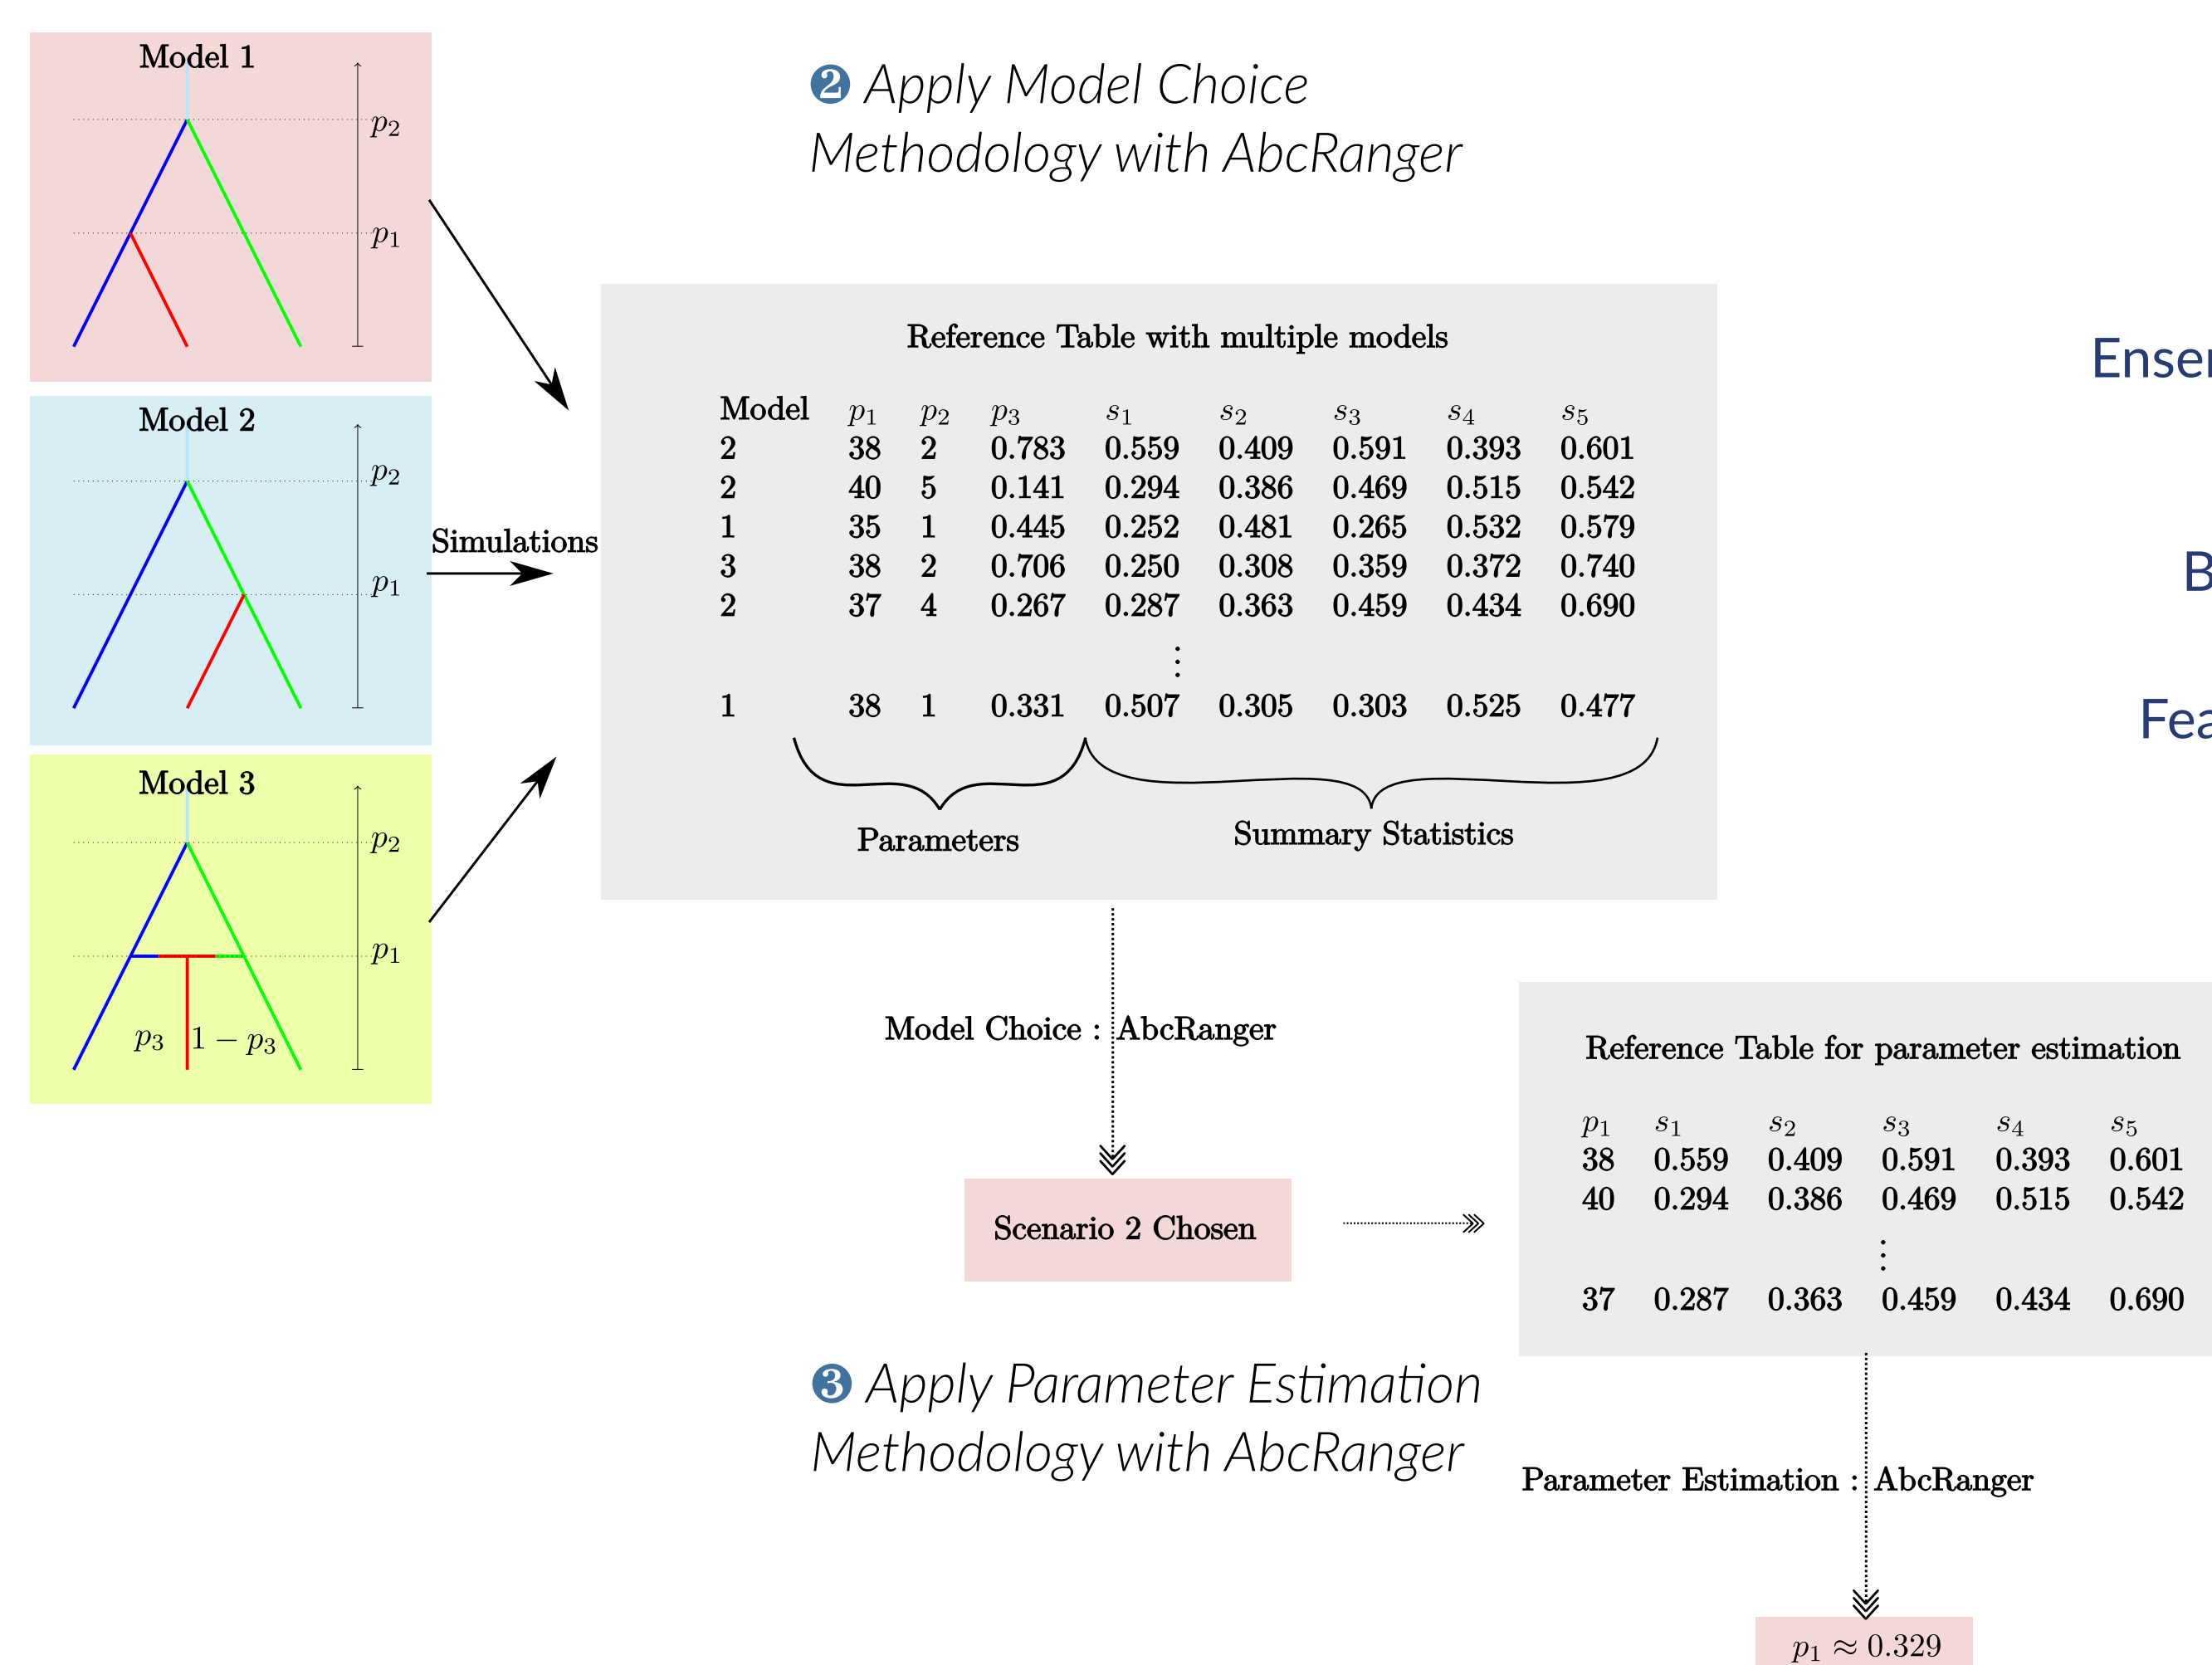 Model 1
p₂
p₁
Model 2
p₂
p₁
Model 3
p₂
p₁
p₃ 1 − p₃
Simulations
❷ Apply Model Choice
Methodology with AbcRanger
Reference Table with multiple models
Model p₁ p₂ p₃ s₁ s₂ s₃ s₄ s₅
2 38 2 0.783 0.559 0.409 0.591 0.393 0.601
2 40 5 0.141 0.294 0.386 0.469 0.515 0.542
1 35 1 0.445 0.252 0.481 0.265 0.532 0.579
3 38 2 0.706 0.250 0.308 0.359 0.372 0.740
2 37 4 0.267 0.287 0.363 0.459 0.434 0.690
⋮
1 38 1 0.331 0.507 0.305 0.303 0.525 0.477
Parameters
Summary Statistics
Model Choice : AbcRanger
Scenario 2 Chosen
Reference Table for parameter estimation
p₁ s₁ s₂ s₃ s₄ s₅
38 0.559 0.409 0.591 0.393 0.601
40 0.294 0.386 0.469 0.515 0.542
⋮
37 0.287 0.363 0.459 0.434 0.690
❸ Apply Parameter Estimation
Methodology with AbcRanger
Parameter Estimation : AbcRanger
p₁ ≈ 0.329